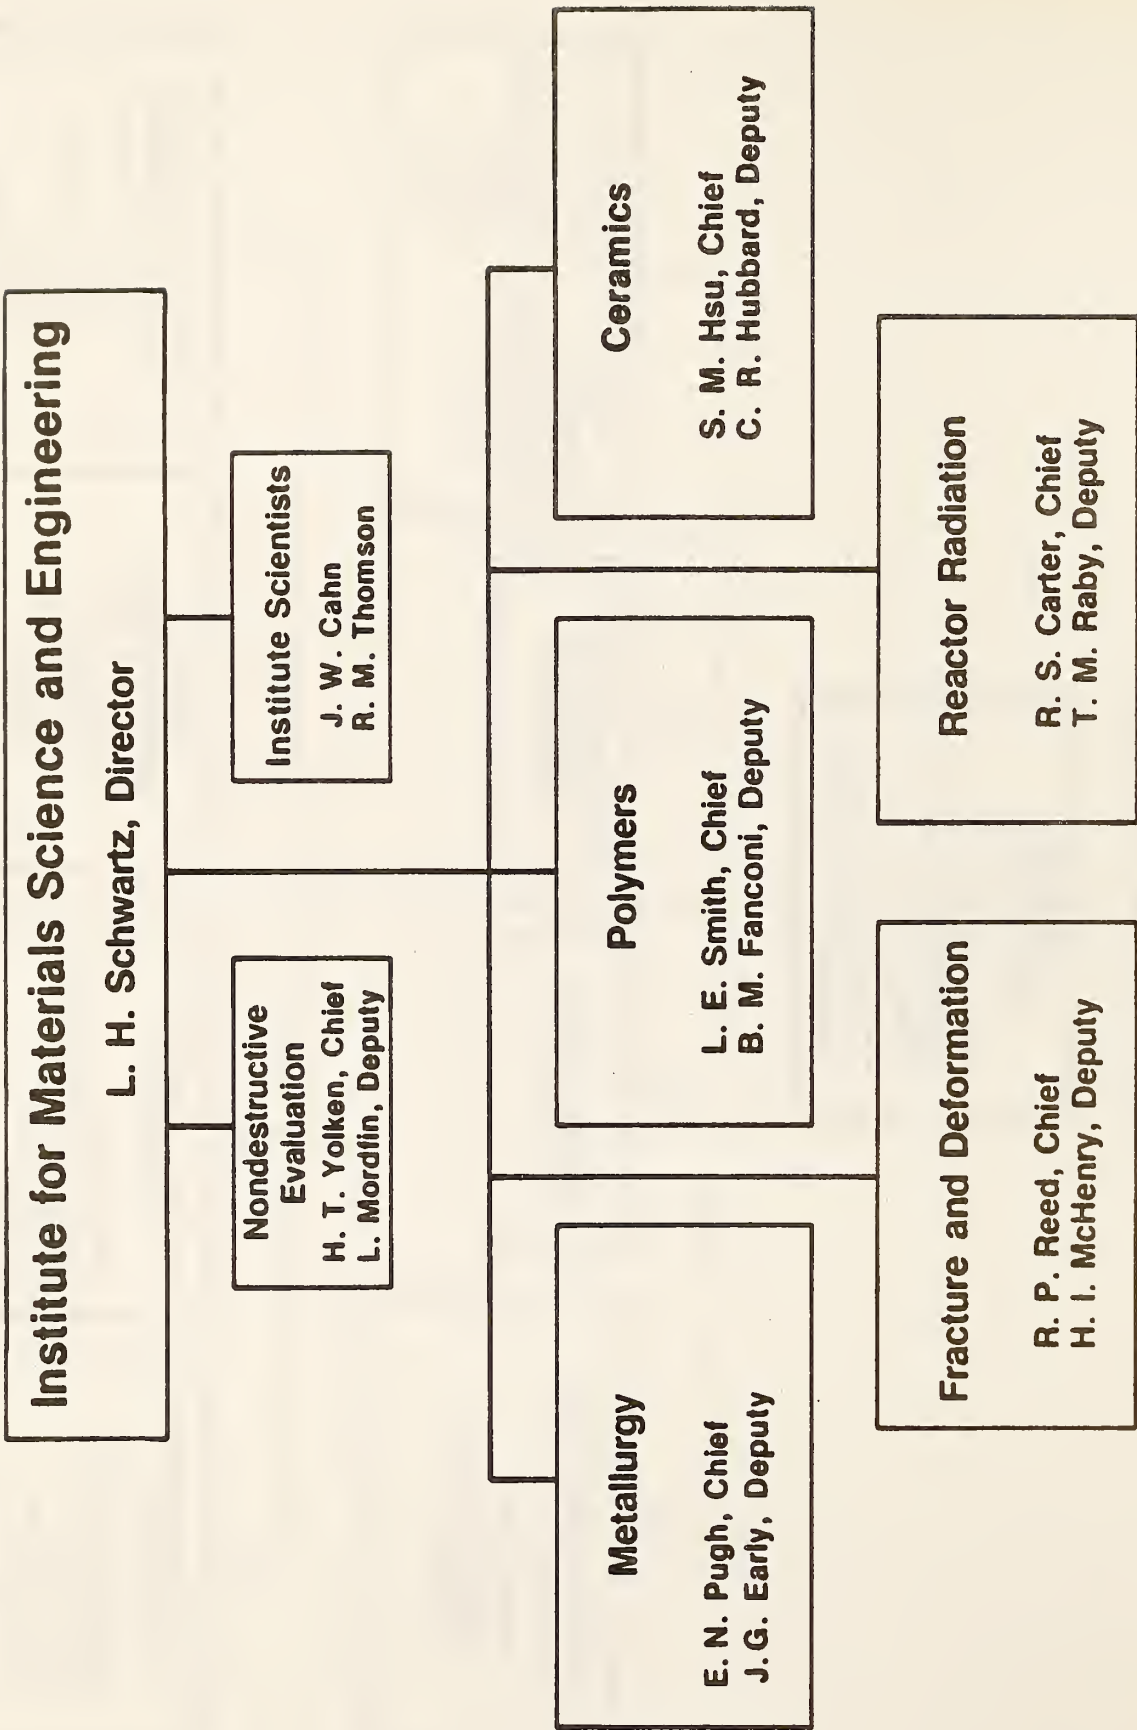 Institute for Materials Science and Engineering
L. H. Schwartz, Director
Nondestructive
Evaluation
H. T. Yolken, Chief
L. Mordfin, Deputy
Institute Scientists
J. W. Cahn
R. M. Thomson
Metallurgy
E. N. Pugh, Chief
J.G. Early, Deputy
Polymers
L. E. Smith, Chief
B. M. Fanconi, Deputy
Ceramics
S. M. Hsu, Chief
C. R. Hubbard, Deputy
Fracture and Deformation
R. P. Reed, Chief
H. I. McHenry, Deputy
Reactor Radiation
R. S. Carter, Chief
T. M. Raby, Deputy